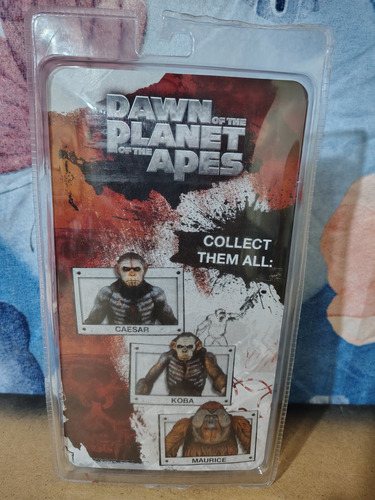 DAWN OF THE
PLANET
OF THE APES
COLLECT
THEM ALL:
CAESAR
KOBA
MAURICE